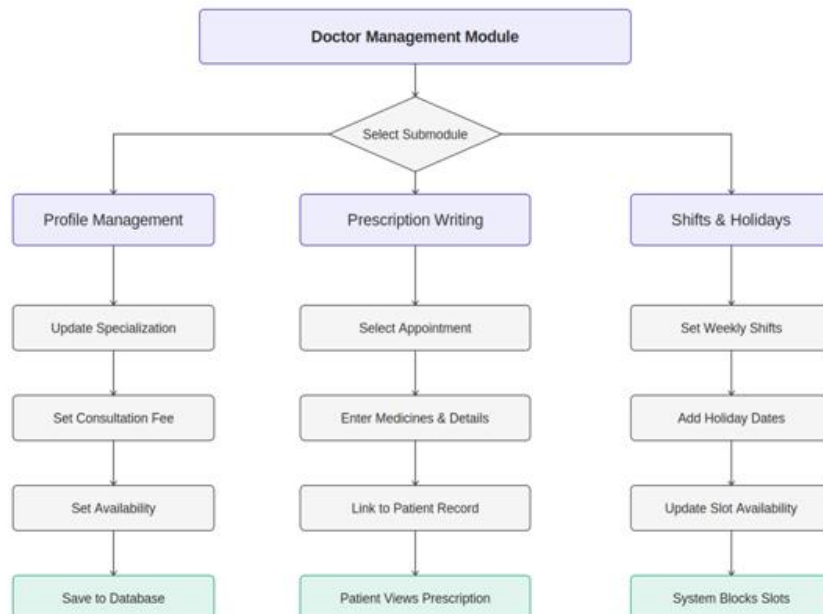 Doctor Management Module
Select Submodule
Profile Management
Prescription Writing
Shifts & Holidays
Update Specialization
Select Appointment
Set Weekly Shifts
Set Consultation Fee
Enter Medicines & Details
Add Holiday Dates
Set Availability
Link to Patient Record
Update Slot Availability
Save to Database
Patient Views Prescription
System Blocks Slots